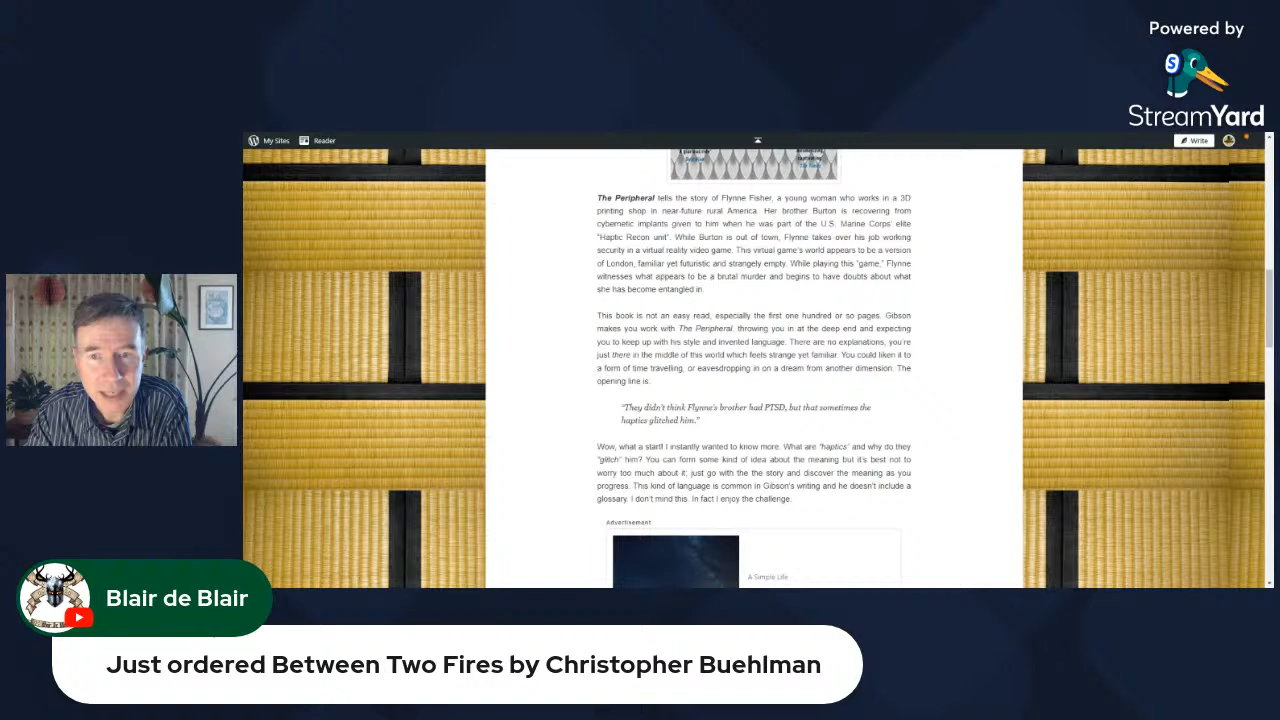 Powered by
StreamYard
My Sites
Reader
Write
The Peripheral tells the story of Flynne Fisher, a young woman who works in a 3D
printing shop in near-future rural America. Her brother Burton is recovering from
cybernetic implants given to him when he was part of the U.S. Marine Corps' elite
"Haptic Recon unit". While Burton is out of town, Flynne takes over his job working
security in a virtual reality video game. This virtual game's world appears to be a version
of London, familiar yet futuristic and strangely empty. While playing this "game," Flynne
witnesses what appears to be a brutal murder and begins to have doubts about what
she has become entangled in.
This book is not an easy read, especially the first one hundred or so pages. Gibson
makes you work with The Peripheral, throwing you in at the deep end and expecting
you to keep up with his style and invented language. There are no explanations, you're
just there in the middle of this world which feels strange yet familiar. You could liken it to
a form of time travelling, or eavesdropping in on a dream from another dimension. The
opening line is:
"They didn't think Flynne's brother had PTSD, but that sometimes the
haptics glitched him."
Wow, what a start! I instantly wanted to know more. What are "haptics" and why do they
"glitch" him? You can form some kind of idea about the meaning but it's best not to
worry too much about it; just go with the the story and discover the meaning as you
progress. This kind of language is common in Gibson's writing and he doesn't include a
glossary. I don't mind this. In fact I enjoy the challenge.
Advertisement
A Simple Life
Blair de Blair
Just ordered Between Two Fires by Christopher Buehlman